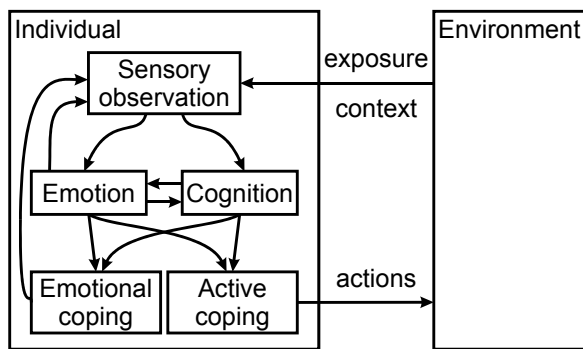 Individual
Environment
Sensory
observation
exposure
context
Emotion
Cognition
Emotional
coping
Active
coping
actions